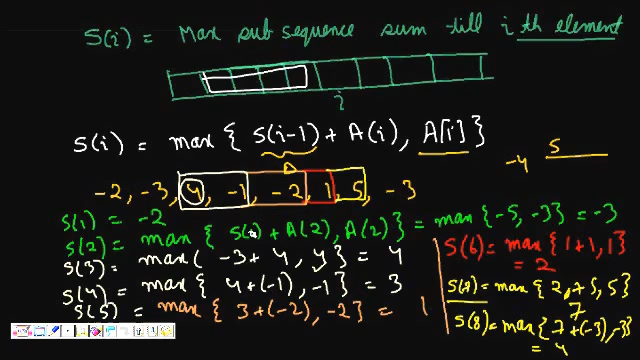 S(i) = Max sub sequence sum till i th element
i
S(i) = max { S(i-1) + A(i), A[i] }
-4 5
-2, -3, 4, -1, -2, 1, 5, -3
S(1) = -2
S(2) = max { S(1) + A(2), A(2) } = max { -5, -3 } = -3
S(3) = max ( -3 + 4, 4 } = 4
S(4) = max { 4 + (-1), -1 } = 3
S(5) = max { 3 + (-2), -2 } = 1
S(6) = max { 1 + 1, 1 }
= 2
S(7) = max { 2 + 5, 5 }
7
S(8) = max { 7 + (-3), -3 }
= 4